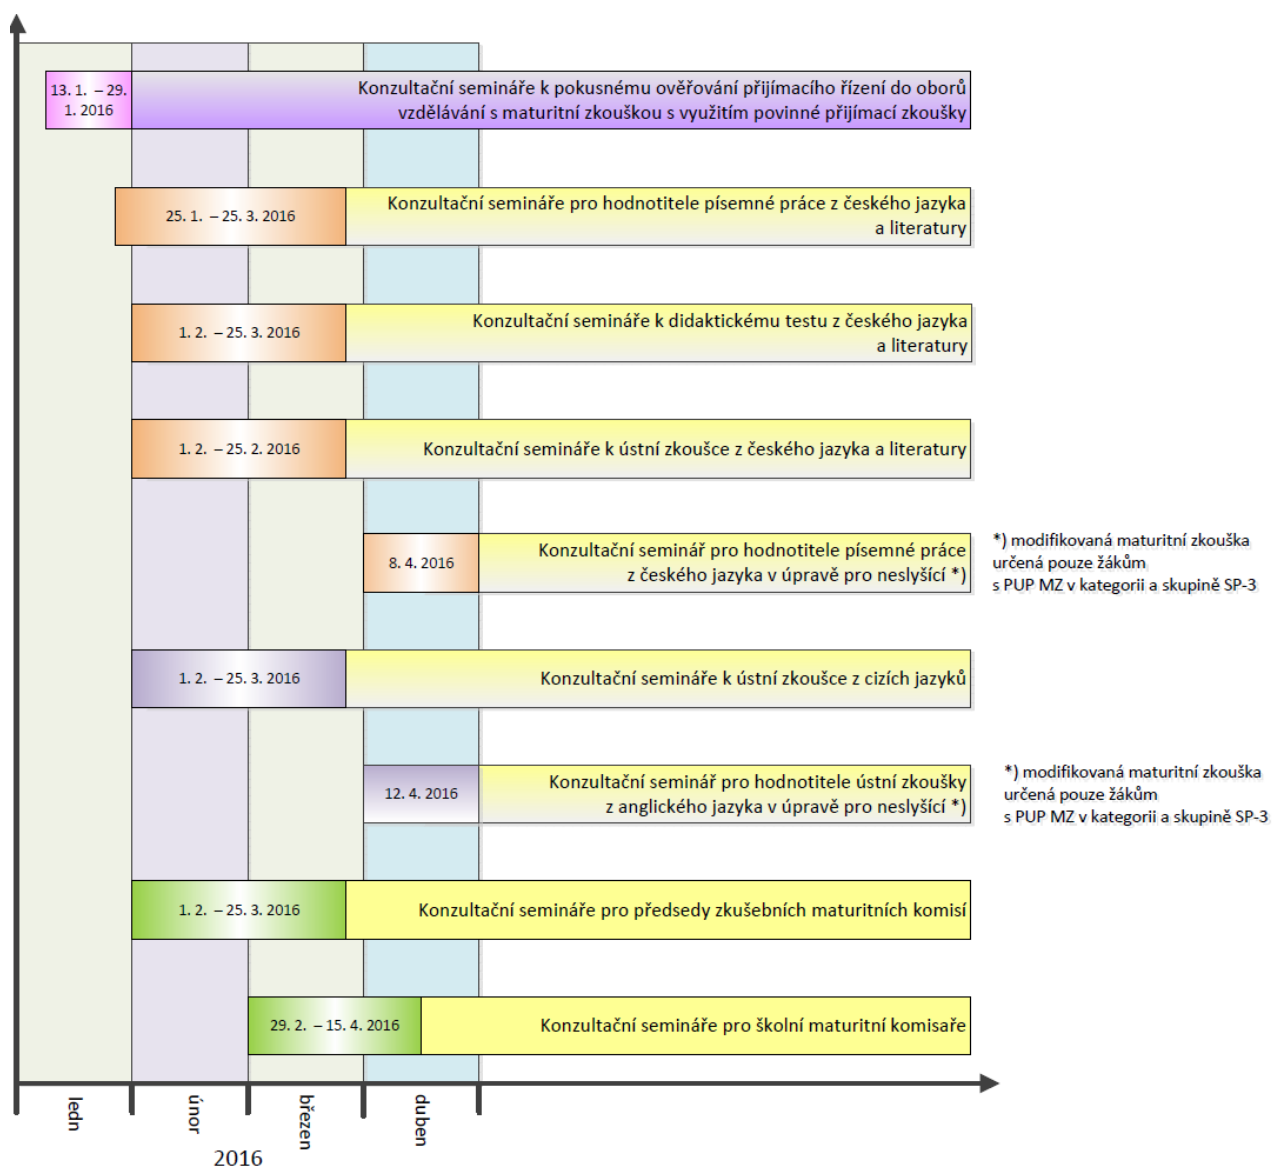 13. 1. – 29.
1. 2016
Konzultační semináře k pokusnému ověřování přijímacího řízení do oborů
vzdělávání s maturitní zkouškou s využitím povinné přijímací zkoušky
25. 1. – 25. 3. 2016
Konzultační semináře pro hodnotitele písemné práce z českého jazyka
a literatury
1. 2. – 25. 3. 2016
Konzultační semináře k didaktickému testu z českého jazyka
a literatury
1. 2. – 25. 2. 2016
Konzultační semináře k ústní zkoušce z českého jazyka a literatury
8. 4. 2016
Konzultační seminář pro hodnotitele písemné práce
z českého jazyka v úpravě pro neslyšící *)
*) modifikovaná maturitní zkouška
určená pouze žákům
s PUP MZ v kategorii a skupině SP-3
1. 2. – 25. 3. 2016
Konzultační semináře k ústní zkoušce z cizích jazyků
12. 4. 2016
Konzultační seminář pro hodnotitele ústní zkoušky
z anglického jazyka v úpravě pro neslyšící *)
*) modifikovaná maturitní zkouška
určená pouze žákům
s PUP MZ v kategorii a skupině SP-3
1. 2. – 25. 3. 2016
Konzultační semináře pro předsedy zkušebních maturitních komisí
29. 2. – 15. 4. 2016
Konzultační semináře pro školní maturitní komisaře
ledn
únor
březen
duben
2016